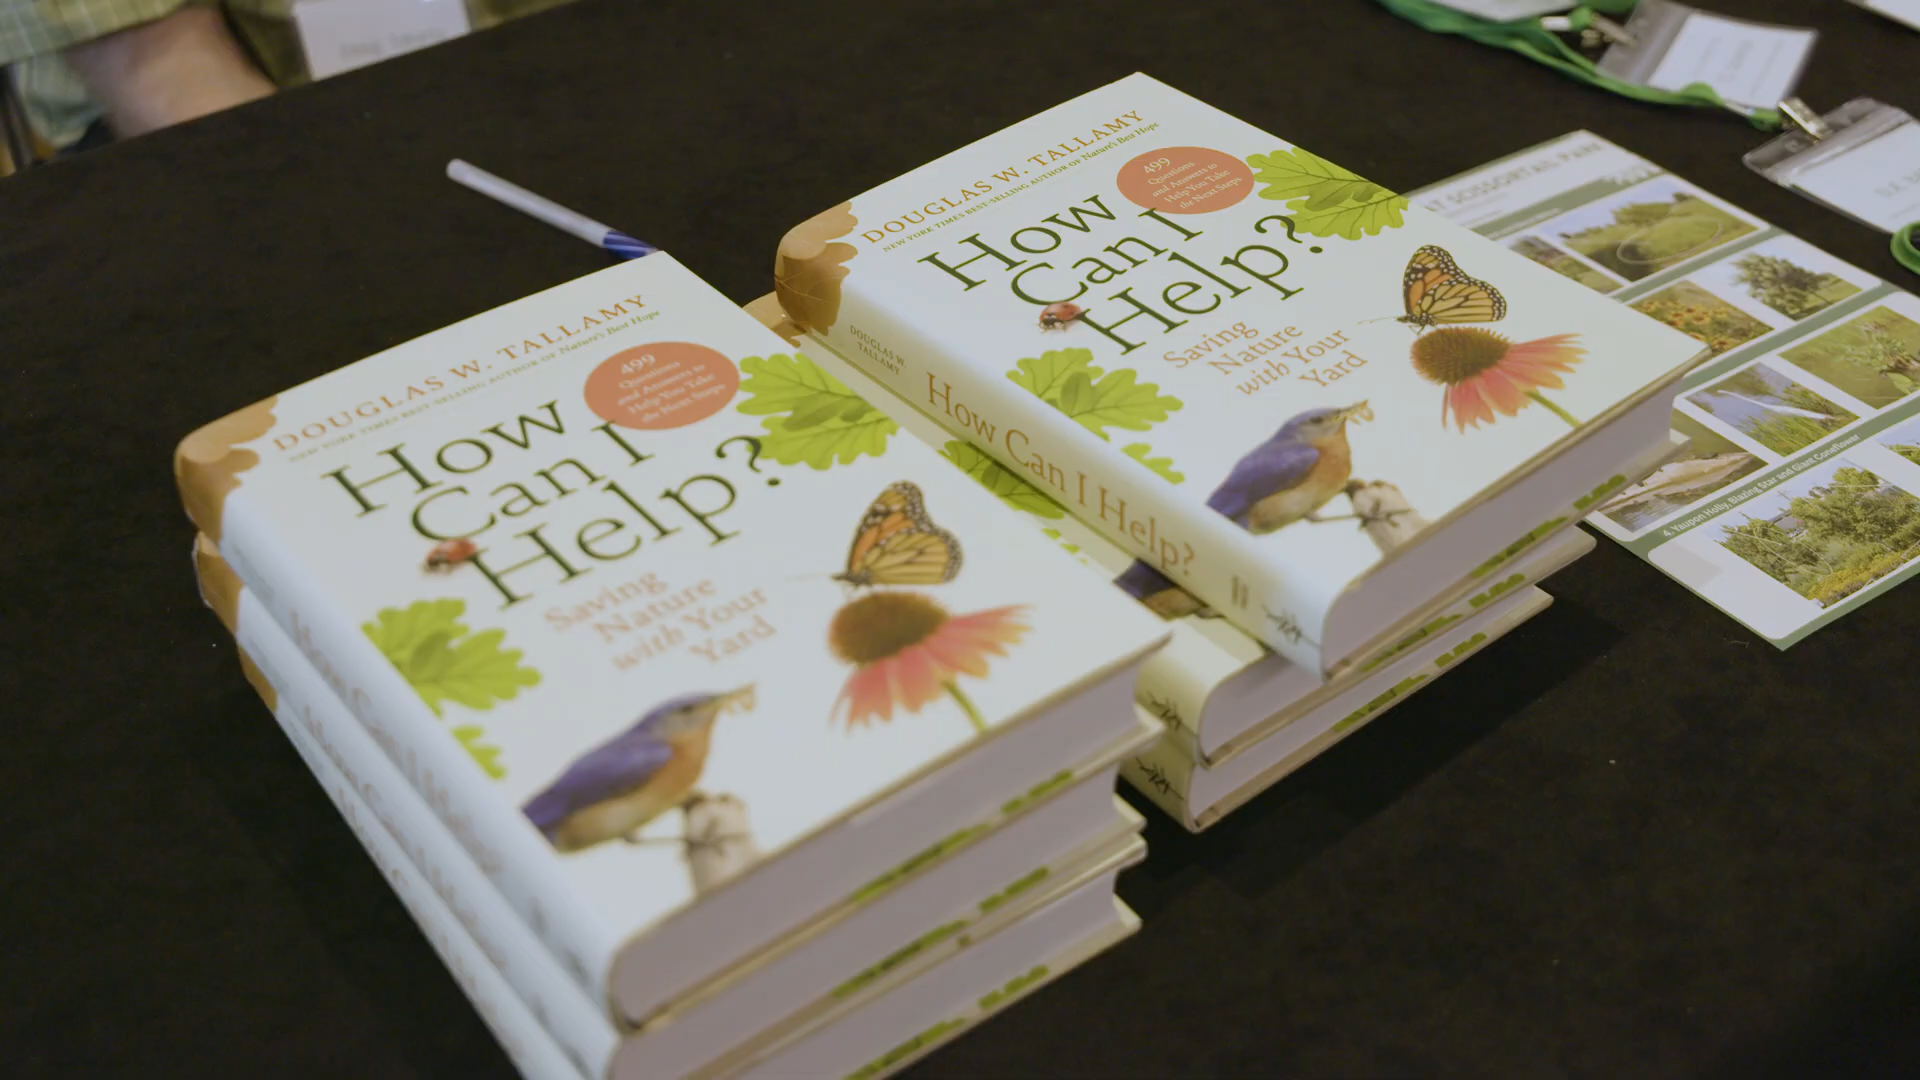 DOUGLAS W. TALLAMY
NEW YORK TIMES BEST-SELLING AUTHOR OF Nature's Best Hope
499
Questions
and Answers to
Help You Take
the Next Steps
How
Can I
Help?
Saving
Nature
with Your
Yard
How Can I Help?
DOUGLAS W. TALLAMY
NEW YORK TIMES BEST-SELLING AUTHOR OF Nature's Best Hope
499
Questions
and Answers to
Help You Take
the Next Steps
How
Can I
Help?
Saving
Nature
with Your
Yard
DOUGLAS W.
TALLAMY
How Can I Help?
4. Yaupon Holly, Blazing Star and Giant Coneflower